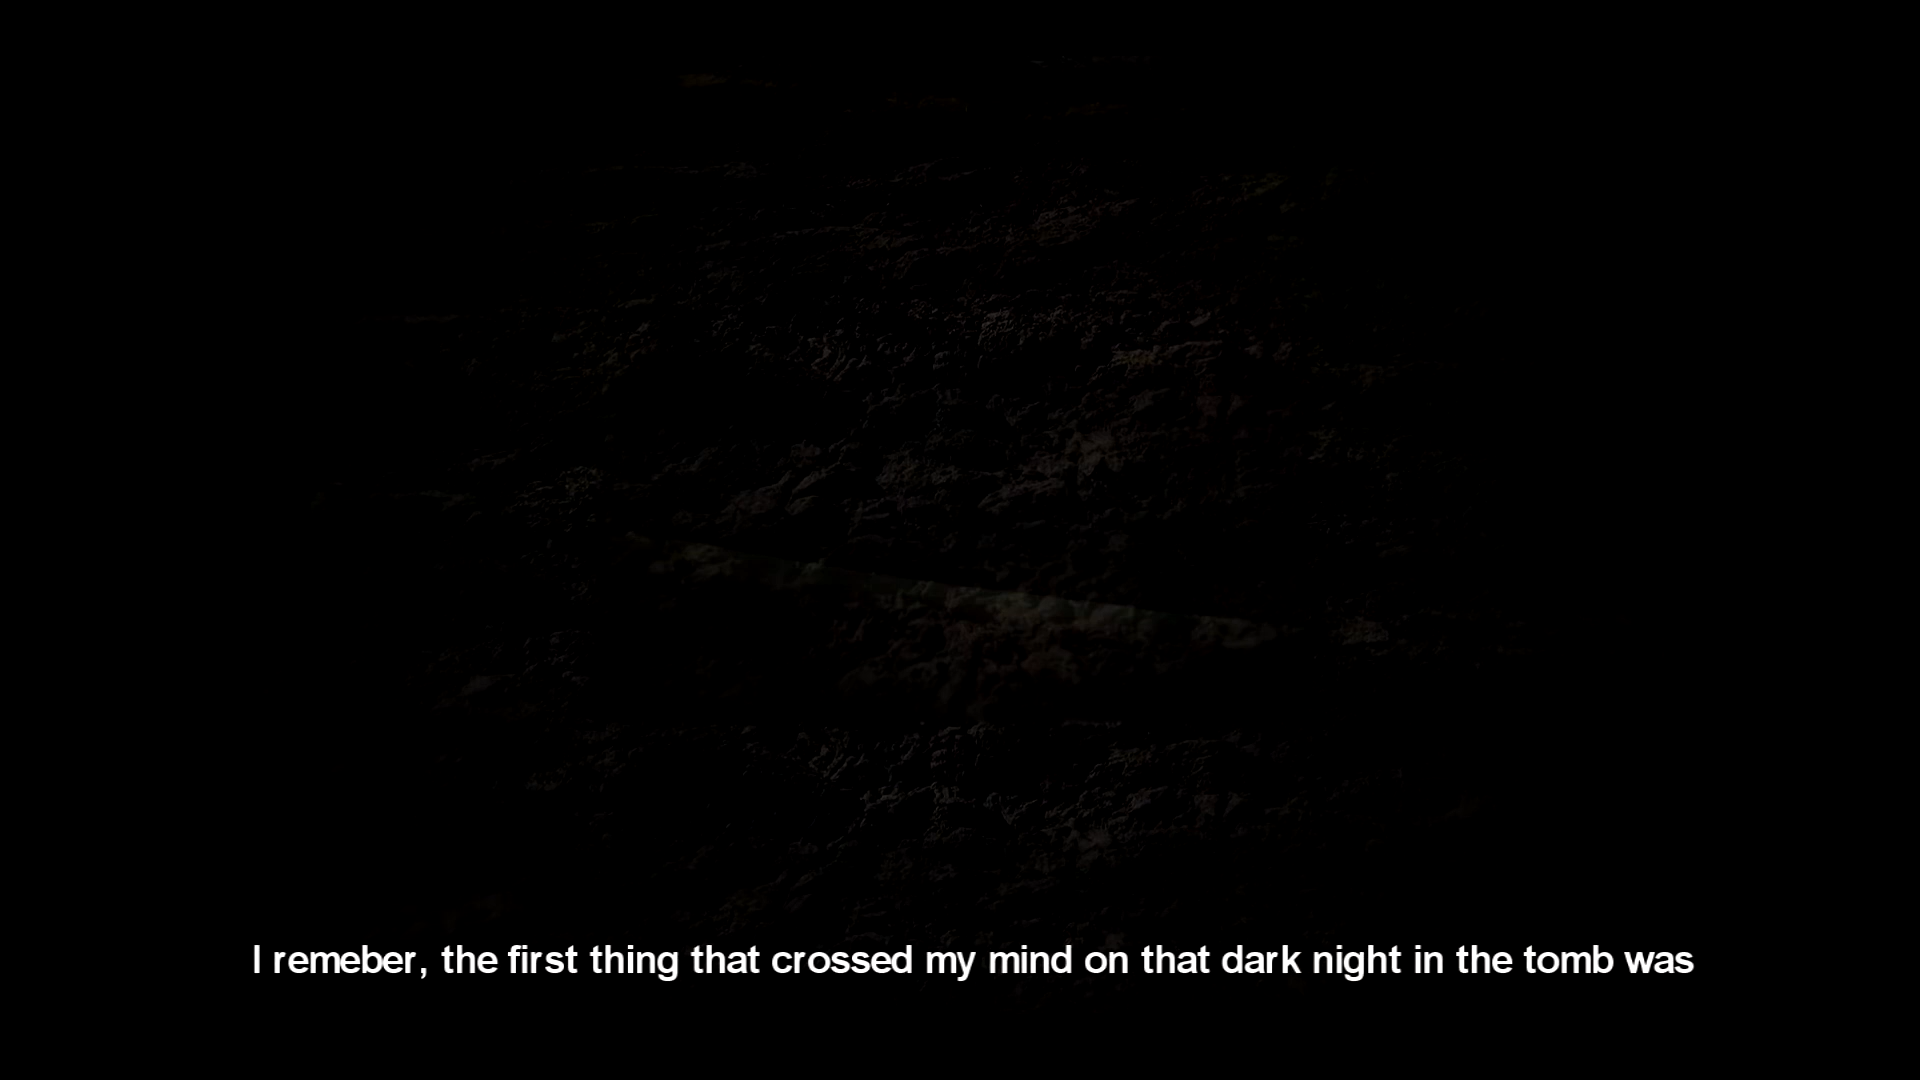 I remeber, the first thing that crossed my mind on that dark night in the tomb was